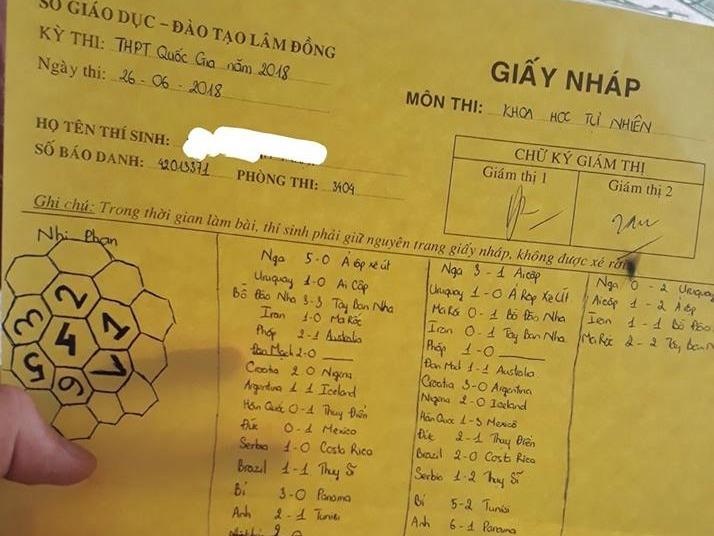 SỞ GIÁO DỤC – ĐÀO TẠO LÂM ĐỒNG
KỲ THI: THPT Quốc Gia năm 2018
Ngày thi: 26 - 06 - 2018
HỌ TÊN THÍ SINH:
SỐ BÁO DANH: 42013371 PHÒNG THI: 3404
GIẤY NHÁP
MÔN THI: KHOA HỌC TỰ NHIÊN
CHỮ KÝ GIÁM THỊ
Giám thị 1
Giám thị 2
Ghi chú: Trong thời gian làm bài, thí sinh phải giữ nguyên trang giấy nháp, không được xé rời
Nhị Phan
2
3
1
4
5
1
6
Nga 5-0 Ả ộp xê út
Uruguay 1-0 Ai Cập
Bồ Đào Nha 3-3 Tây Ban Nha
Iran 1-0 Ma Rốc
Pháp 2-1 Australia
Đan Mạch 2-0
Croatia 2 0 Nigeria
Argentina 1 1 Iceland
Hàn Quốc 0-1 Thụy Điển
Đức 0-1 Mexico
Serbia 1-0 Costa Rica
Brazil 1-1 Thụy Sĩ
Bỉ 3-0 Panama
Anh 2-1 Tunisi
Nga 3-1 Ai cập
Uruguay 1-0 Ả Rập Xê Út
Ma Rốc 0-1 Bồ Đào Nha
Iran 0-1 Tây Ban Nha
Pháp 1-0
Đan Mạch 1-1 Australia
Croatia 3-0 Argentina
Nigeria 2-0 Iceland
Hàn Quốc 1-3 Mexicô
Đức 2-1 Thụy Điển
Brazil 2-0 Costa Rica
Serbia 1-2 Thụy Sĩ
Bỉ 5-2 Tunisi
Anh 6-1 Panama
Nga 0-2 Uruguay
Ai cập 1-2 Ả ộp
Iran 1-1 Bồ Đào
Ma Rốc 2-2 Tây Ban N